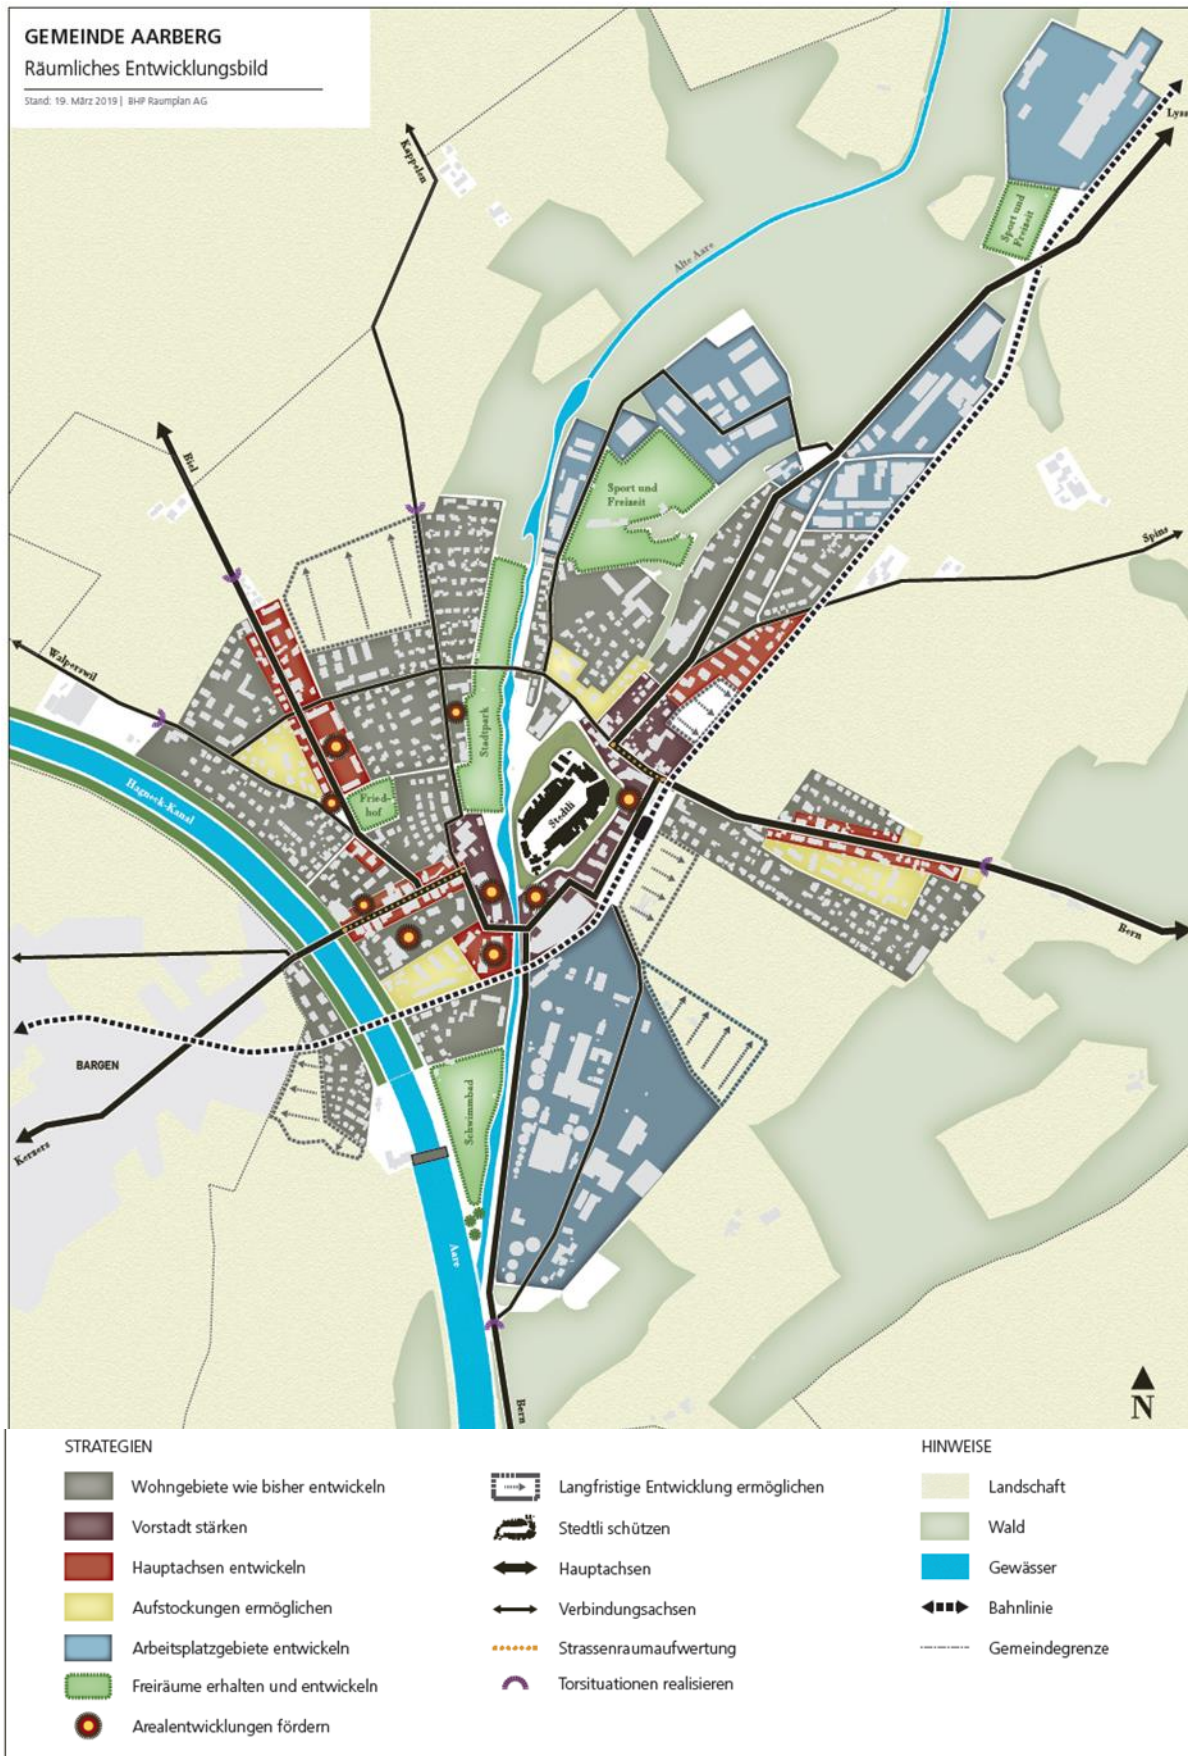 GEMEINDE AARBERG
Räumliches Entwicklungsbild
Stand: 19. März 2019 | BHP Raumplan AG
Lyss
Kappelen
Sport und
Freizeit
Alte Aare
Biel
Sport und
Freizeit
Spins
Walperswil
Stadtpark
Hagneck-Kanal
Fried-
hof
Stedtli
Bern
BARGEN
Schwimmbad
Kerzers
Aare
Bern
N
STRATEGIEN
Wohngebiete wie bisher entwickeln
Vorstadt stärken
Hauptachsen entwickeln
Aufstockungen ermöglichen
Arbeitsplatzgebiete entwickeln
Freiräume erhalten und entwickeln
Arealentwicklungen fördern
Langfristige Entwicklung ermöglichen
Stedtli schützen
Hauptachsen
Verbindungsachsen
Strassenraumaufwertung
Torsituationen realisieren
HINWEISE
Landschaft
Wald
Gewässer
Bahnlinie
Gemeindegrenze